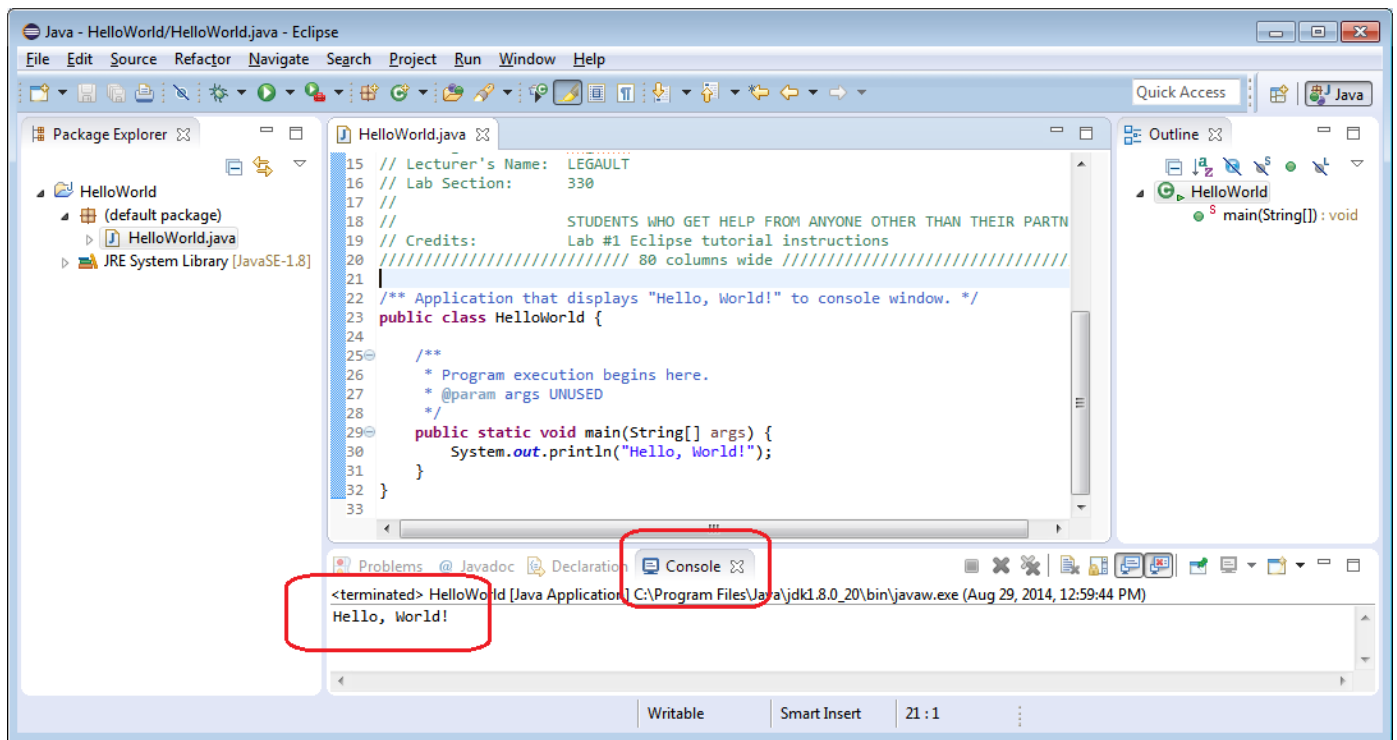 Java - HelloWorld/HelloWorld.java - Eclipse
File Edit Source Refactor Navigate Search Project Run Window Help
Quick Access Java
Package Explorer
HelloWorld
(default package)
HelloWorld.java
JRE System Library [JavaSE-1.8]
HelloWorld.java
15 // Lecturer's Name: LEGAULT
16 // Lab Section: 330
17 //
18 // STUDENTS WHO GET HELP FROM ANYONE OTHER THAN THEIR PARTN
19 // Credits: Lab #1 Eclipse tutorial instructions
20 //////////////////////////// 80 columns wide ////////////////////////////////
21
22 /** Application that displays "Hello, World!" to console window. */
23 public class HelloWorld {
24
25 /**
26 * Program execution begins here.
27 * @param args UNUSED
28 */
29 public static void main(String[] args) {
30 System.out.println("Hello, World!");
31 }
32 }
33
Outline
HelloWorld
main(String[]) : void
Problems @ Javadoc Declaration Console
<terminated> HelloWorld [Java Application] C:\Program Files\Java\jdk1.8.0_20\bin\javaw.exe (Aug 29, 2014, 12:59:44 PM)
Hello, World!
Writable Smart Insert 21 : 1